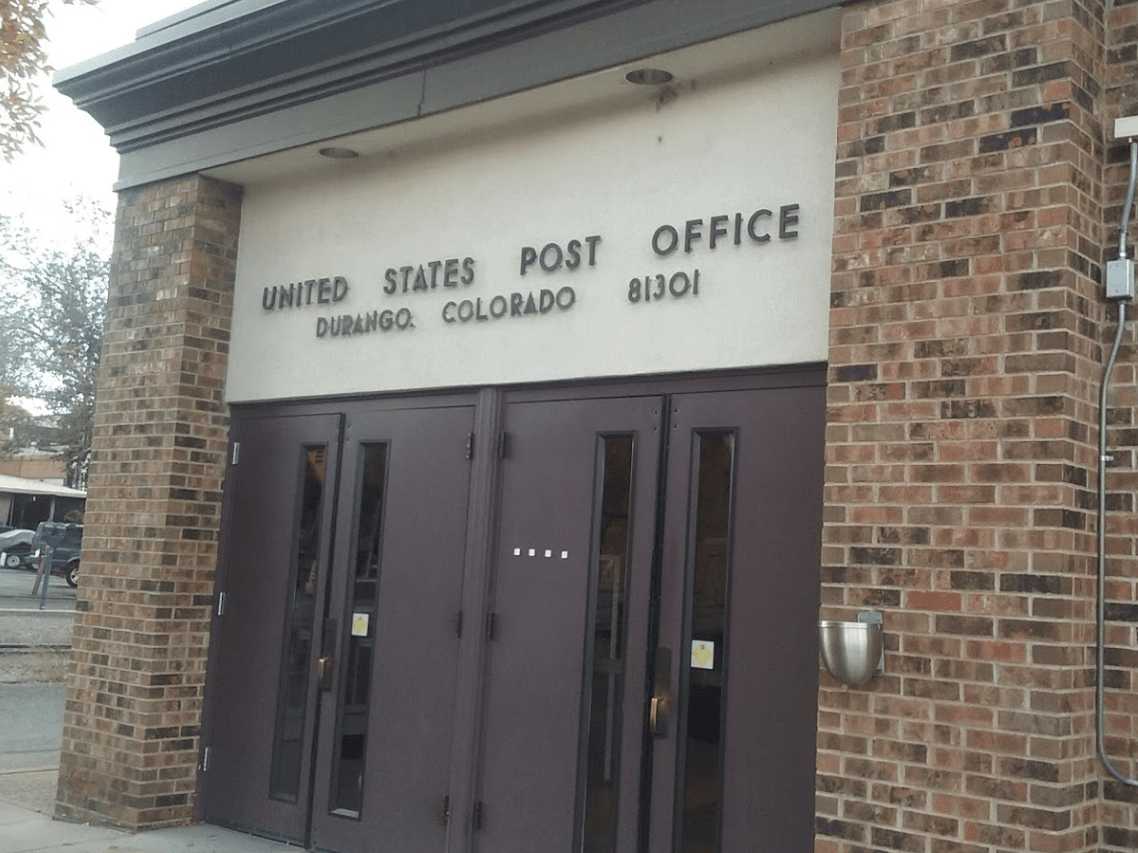 UNITED STATES POST OFFICE
DURANGO, COLORADO 81301